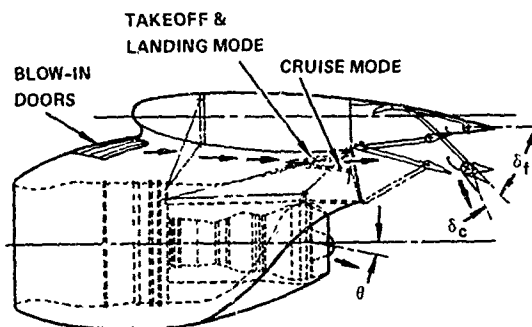 TAKEOFF &
LANDING MODE
CRUISE MODE
BLOW-IN
DOORS
δf
δc
θ